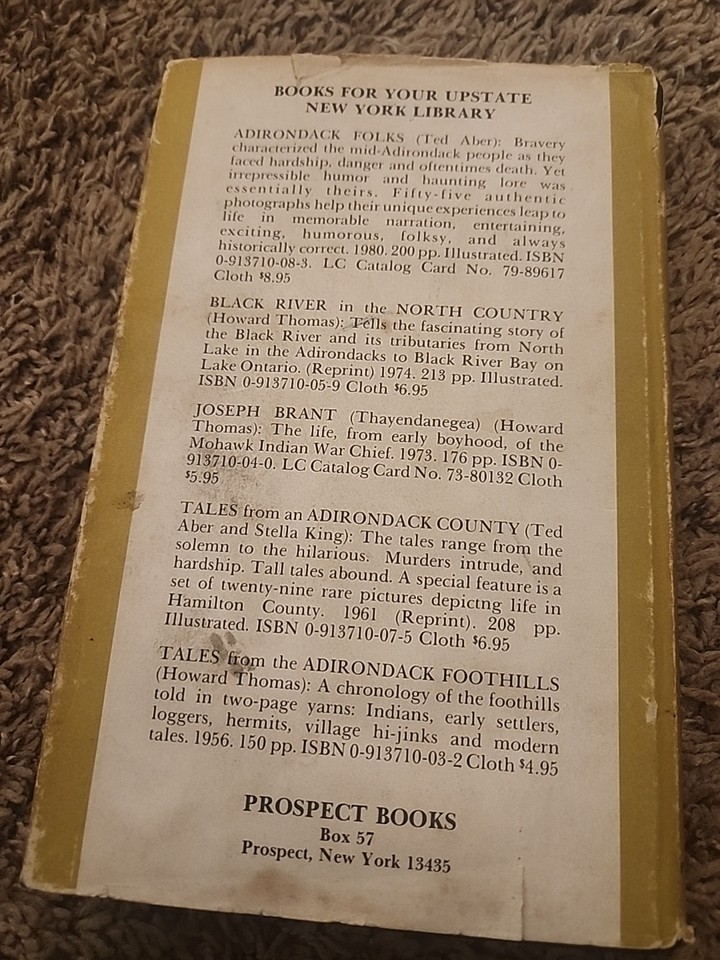 BOOKS FOR YOUR UPSTATE
NEW YORK LIBRARY
ADIRONDACK FOLKS (Ted Aber): Bravery
characterized the mid-Adirondack people as they
faced hardship, danger and oftentimes death. Yet
irrepressible humor and haunting lore was
essentially theirs. Fifty-five authentic
photographs help their unique experiences leap to
life in memorable narration, entertaining,
exciting, humorous, folksy, and always
historically correct. 1980. 200 pp. Illustrated. ISBN
0-913710-08-3. LC Catalog Card No. 79-89617
Cloth $8.95
BLACK RIVER in the NORTH COUNTRY
(Howard Thomas): Tells the fascinating story of
the Black River and its tributaries from North
Lake in the Adirondacks to Black River Bay on
Lake Ontario. (Reprint) 1974. 213 pp. Illustrated.
ISBN 0-913710-05-9 Cloth $6.95
JOSEPH BRANT (Thayendanegea) (Howard
Thomas): The life, from early boyhood, of the
Mohawk Indian War Chief. 1973. 176 pp. ISBN 0-
913710-04-0. LC Catalog Card No. 73-80132 Cloth
$5.95
TALES from an ADIRONDACK COUNTY (Ted
Aber and Stella King): The tales range from the
solemn to the hilarious. Murders intrude, and
hardship. Tall tales abound. A special feature is a
set of twenty-nine rare pictures depictng life in
Hamilton County. 1961 (Reprint). 208 pp.
Illustrated. ISBN 0-913710-07-5 Cloth $6.95
TALES from the ADIRONDACK FOOTHILLS
(Howard Thomas): A chronology of the foothills
told in two-page yarns: Indians, early settlers,
loggers, hermits, village hi-jinks and modern
tales. 1956. 150 pp. ISBN 0-913710-03-2 Cloth $4.95
PROSPECT BOOKS
Box 57
Prospect, New York 13435